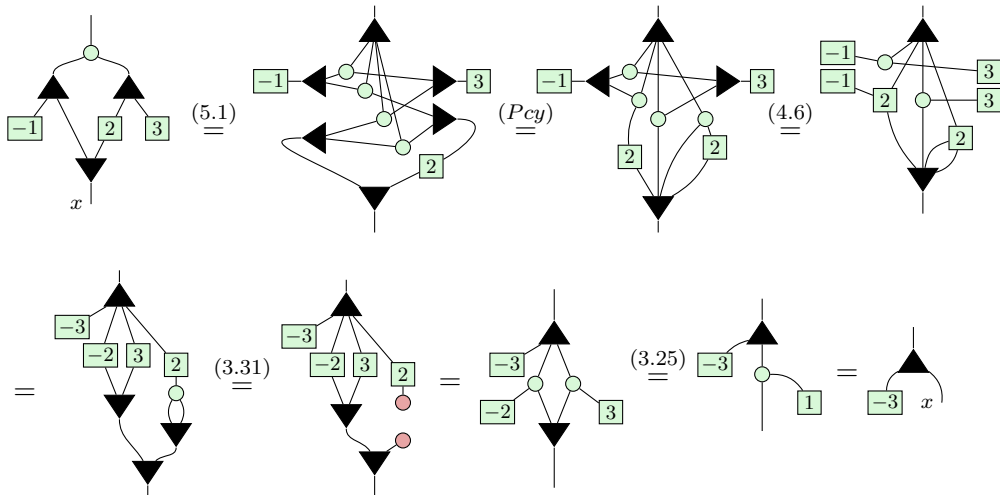 −1 2 3 x
(5.1) =
−1 3 2
(Pcy) =
−1 3 2 2
(4.6) =
−1 −1 3 3 2 2
=
−3 −2 3 2
(3.31) =
−3 −2 3 2
=
−3 −2 3
(3.25) =
−3 1
=
−3 x